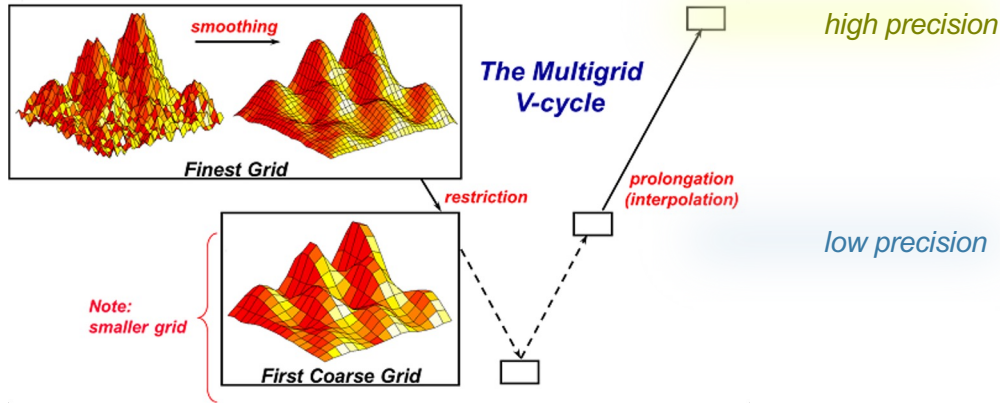 smoothing
Finest Grid
The Multigrid
V-cycle
high precision
restriction
prolongation
(interpolation)
low precision
Note:
smaller grid
First Coarse Grid